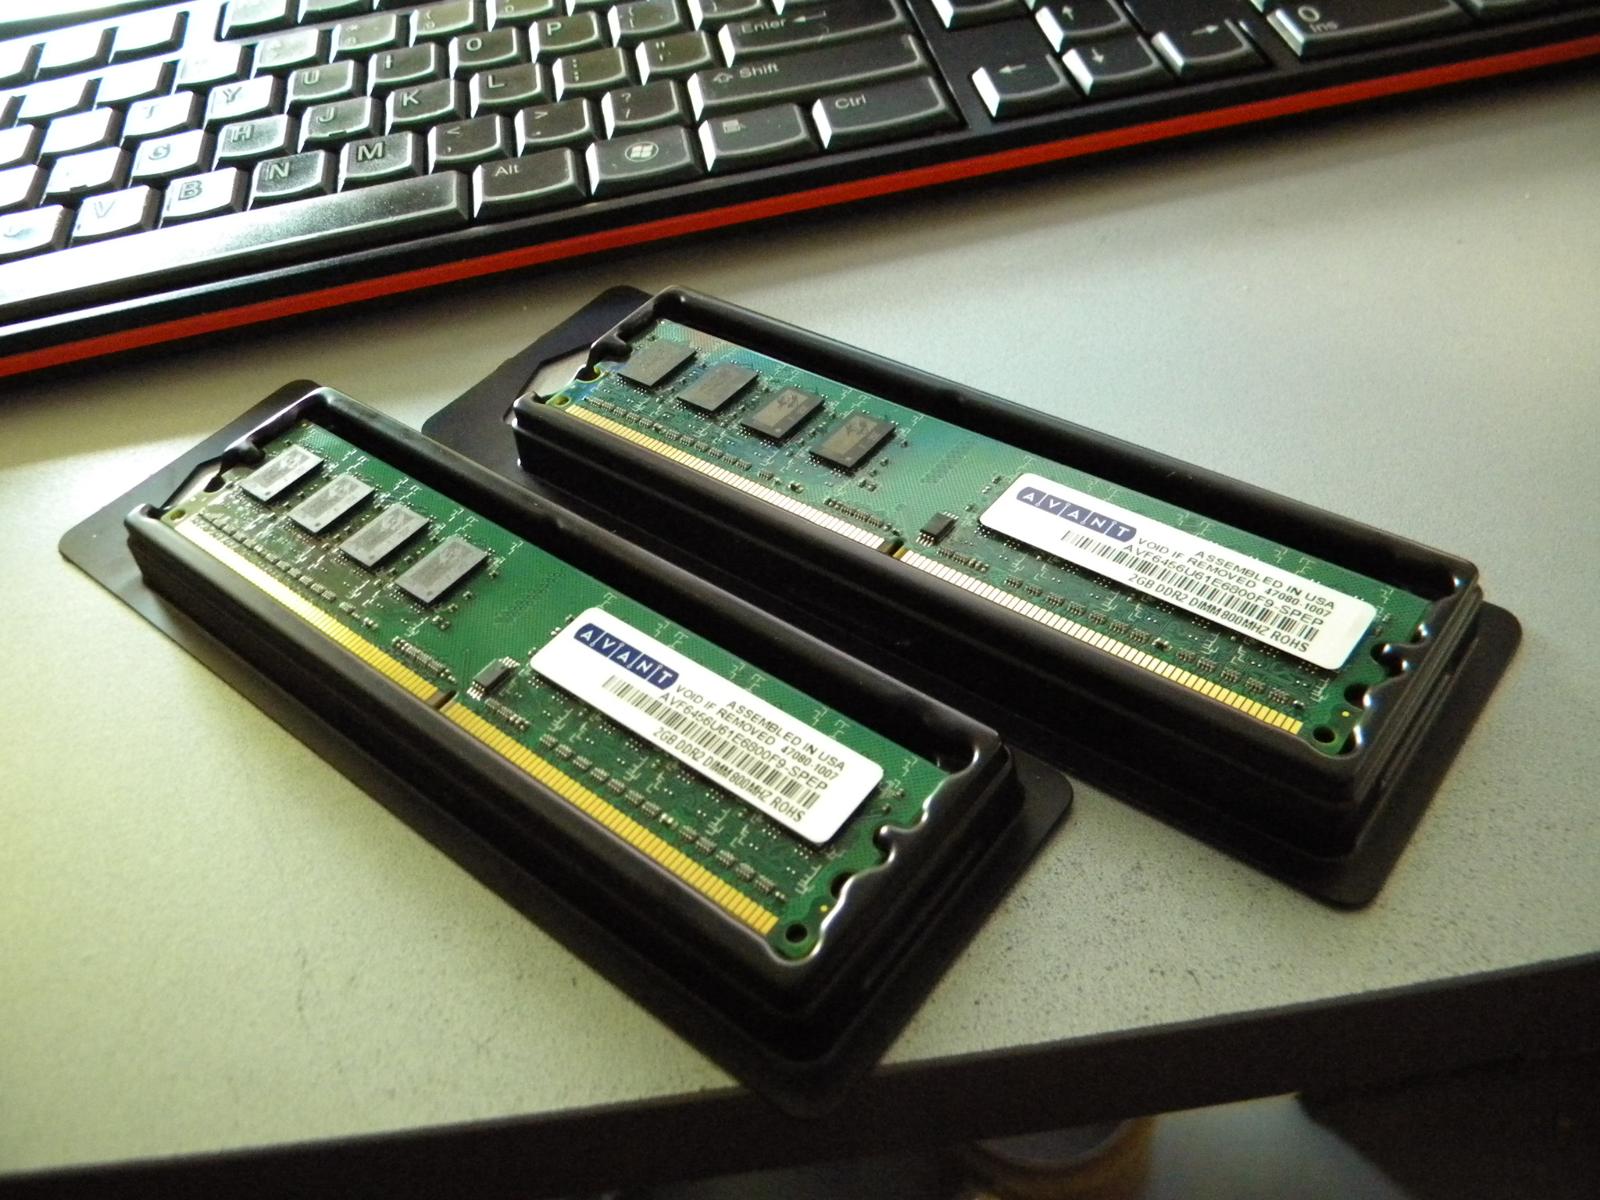 O P Enter
T Y U I
G H J K L Shift
V B N M Alt Ctrl
0
Ins
AVANT
ASSEMBLED IN USA
VOID IF REMOVED 47080-1007
AVF6456U61E6800F9-SPEP
2GB DDR2 DIMM 800MHZ ROHS
AVANT
ASSEMBLED IN USA
VOID IF REMOVED 47080-1007
AVF6456U61E6800F9-SPEP
2GB DDR2 DIMM 800MHZ ROHS